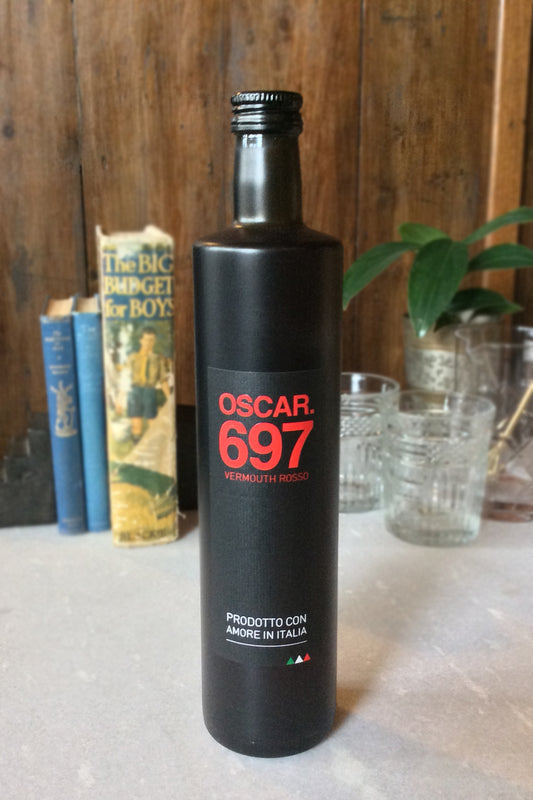 The BIG
BUDGET
for BOYS
OSCAR.
697
VERMOUTH ROSSO
PRODOTTO CON
AMORE IN ITALIA